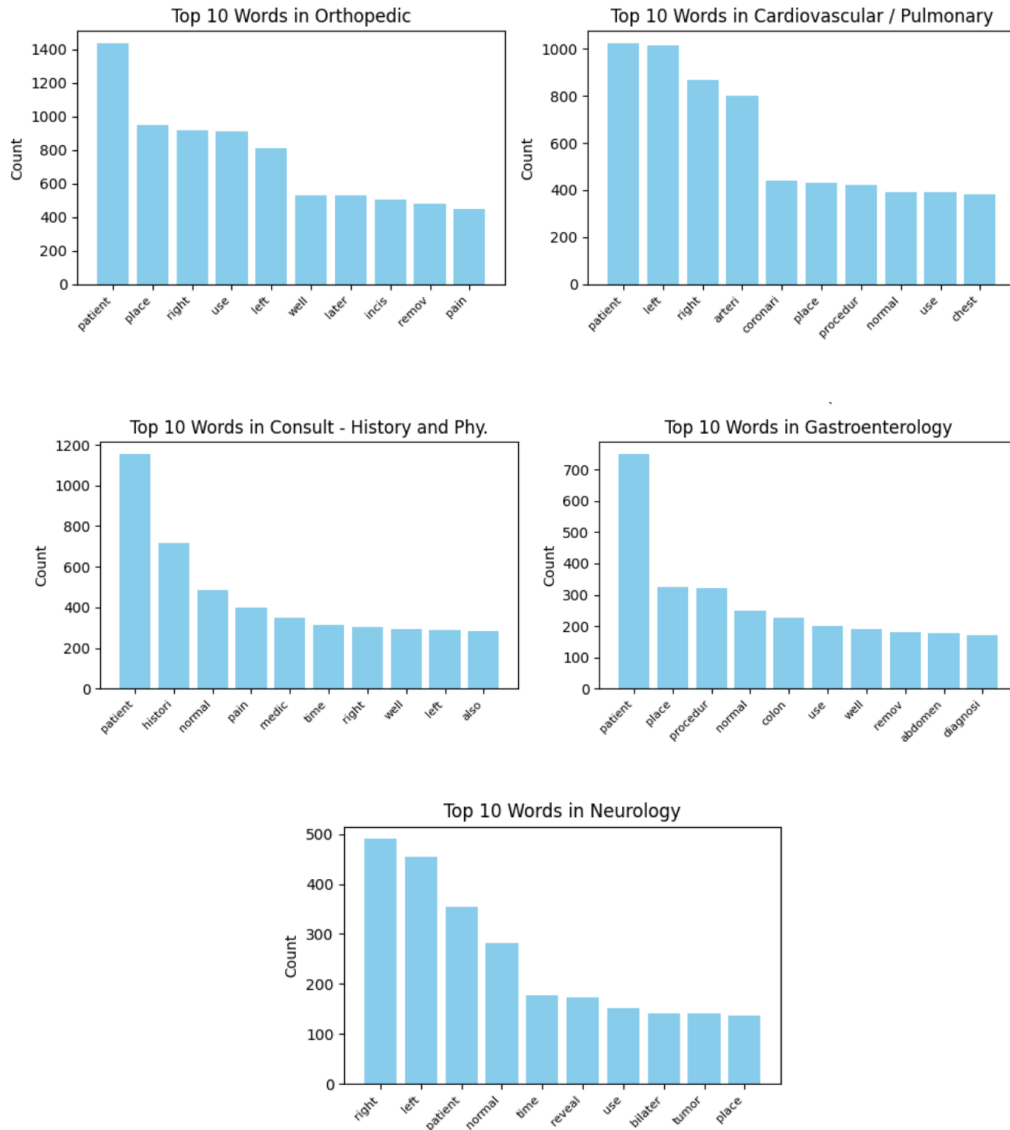 Top 10 Words in Orthopedic
Count
1400
1200
1000
800
600
400
200
0
patient place right use left well later incis remov pain
Top 10 Words in Cardiovascular / Pulmonary
Count
1000
800
600
400
200
0
patient left right arteri coronari place procedur normal use chest
Top 10 Words in Consult - History and Phy.
Count
1200
1000
800
600
400
200
0
patient histori normal pain medic time right well left also
Top 10 Words in Gastroenterology
Count
700
600
500
400
300
200
100
0
patient place procedur normal colon use well remov abdomen diagnosi
Top 10 Words in Neurology
Count
500
400
300
200
100
0
right left patient normal time reveal use bilater tumor place